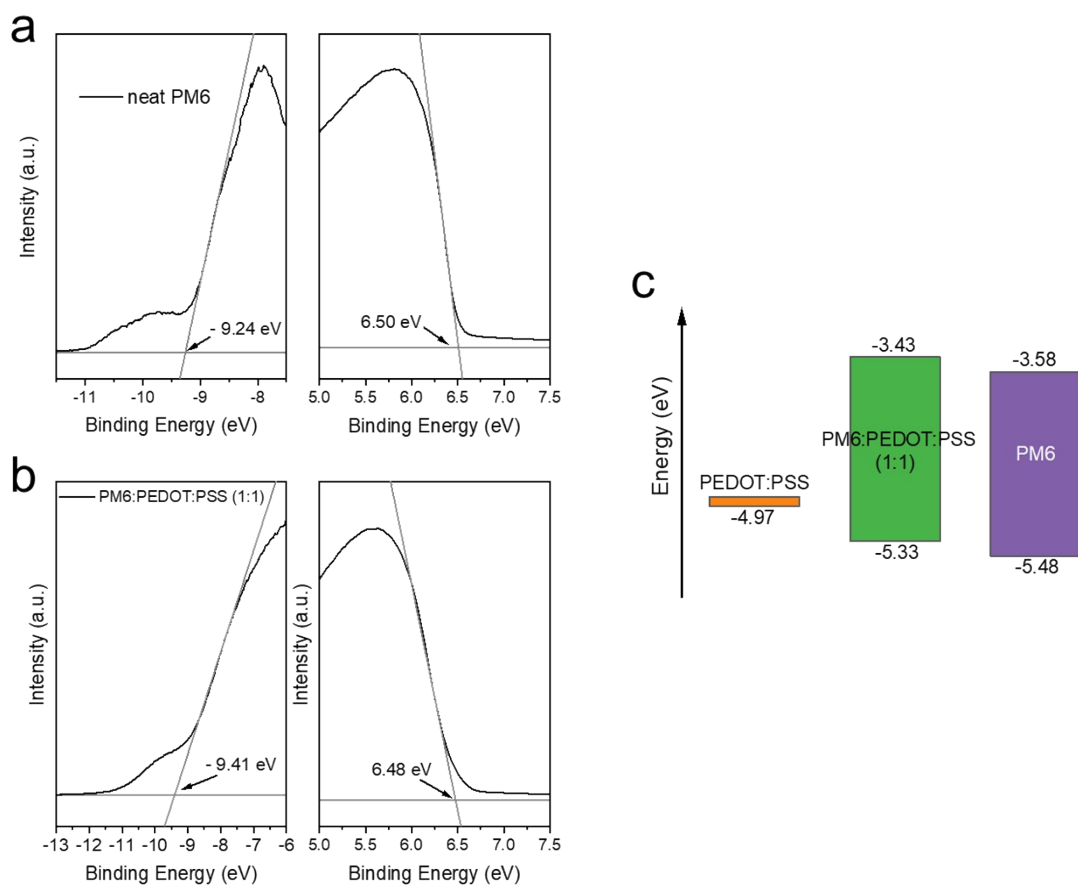 a
neat PM6
Intensity (a.u.)
- 9.24 eV
6.50 eV
-11 -10 -9 -8
5.0 5.5 6.0 6.5 7.0 7.5
Binding Energy (eV)
Binding Energy (eV)
b
PM6:PEDOT:PSS (1:1)
Intensity (a.u.)
Intensity (a.u.)
- 9.41 eV
6.48 eV
-13 -12 -11 -10 -9 -8 -7 -6
5.0 5.5 6.0 6.5 7.0 7.5
Binding Energy (eV)
Binding Energy (eV)
c
Energy (eV)
PEDOT:PSS
-4.97
-3.43
PM6:PEDOT:PSS
(1:1)
-5.33
-3.58
PM6
-5.48